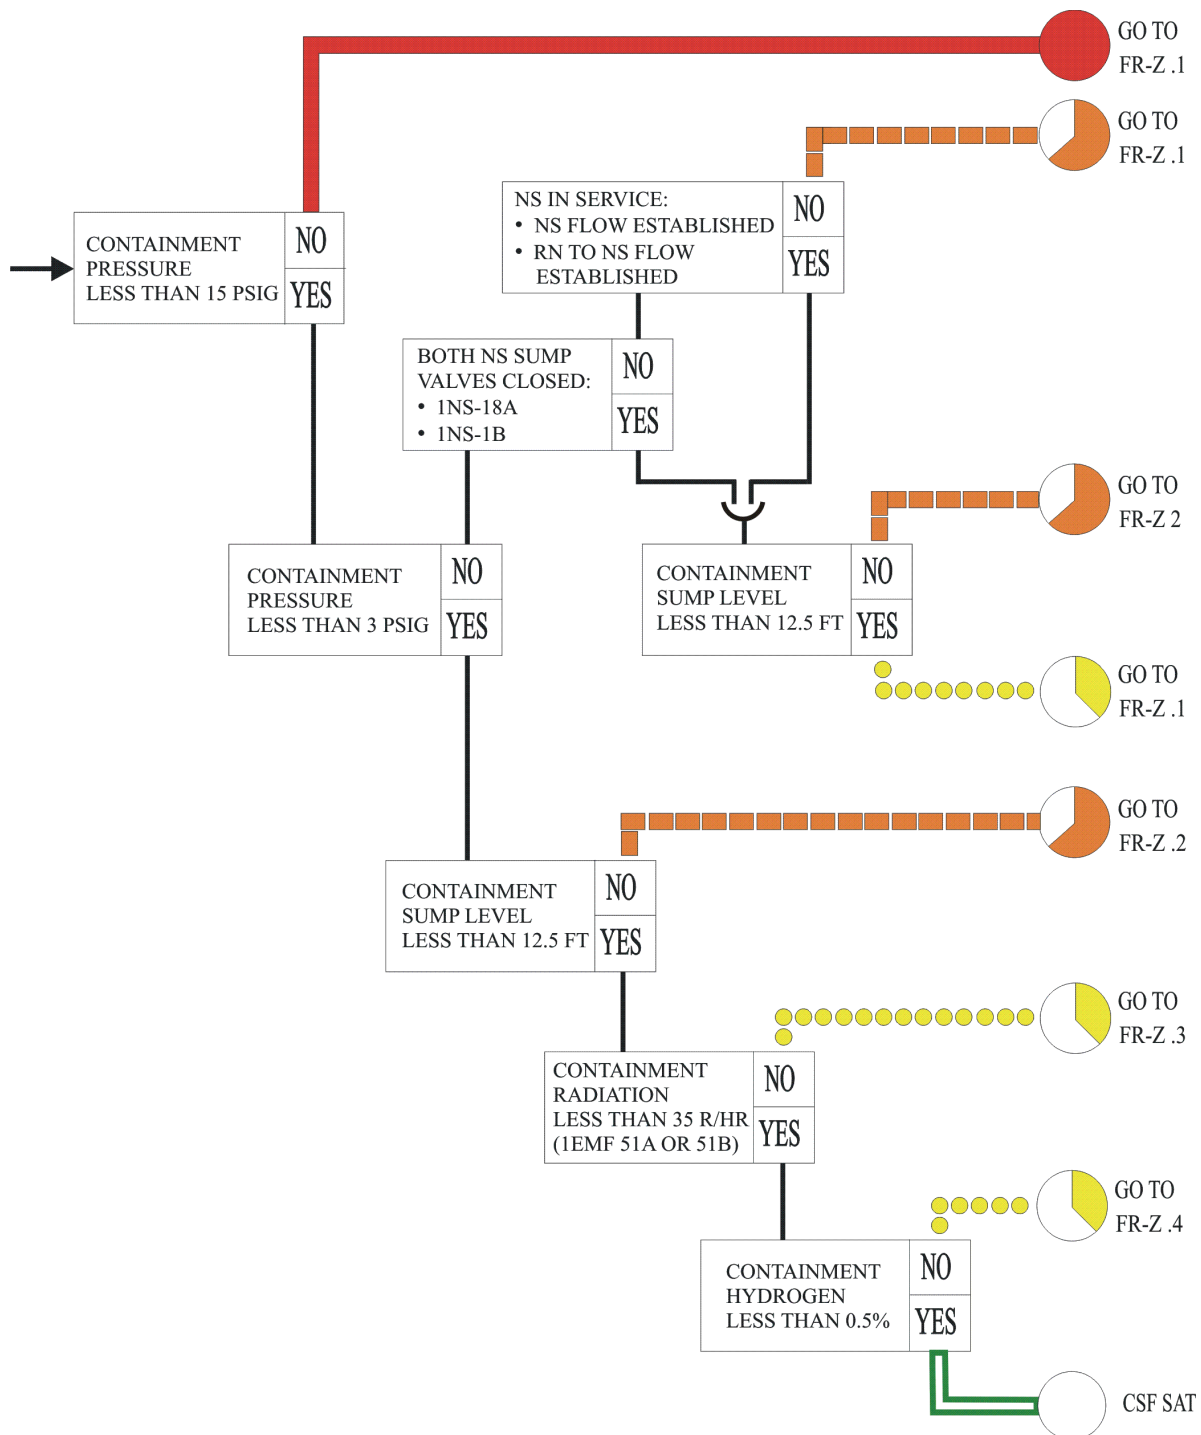 GO TO
FR-Z .1
GO TO
FR-Z .1
NS IN SERVICE:
• NS FLOW ESTABLISHED
• RN TO NS FLOW
ESTABLISHED
NO
YES
CONTAINMENT
PRESSURE
LESS THAN 15 PSIG
NO
YES
BOTH NS SUMP
VALVES CLOSED:
• 1NS-18A
• 1NS-1B
NO
YES
GO TO
FR-Z 2
CONTAINMENT
PRESSURE
LESS THAN 3 PSIG
NO
YES
CONTAINMENT
SUMP LEVEL
LESS THAN 12.5 FT
NO
YES
GO TO
FR-Z .1
GO TO
FR-Z .2
CONTAINMENT
SUMP LEVEL
LESS THAN 12.5 FT
NO
YES
GO TO
FR-Z .3
CONTAINMENT
RADIATION
LESS THAN 35 R/HR
(1EMF 51A OR 51B)
NO
YES
GO TO
FR-Z .4
CONTAINMENT
HYDROGEN
LESS THAN 0.5%
NO
YES
CSF SAT